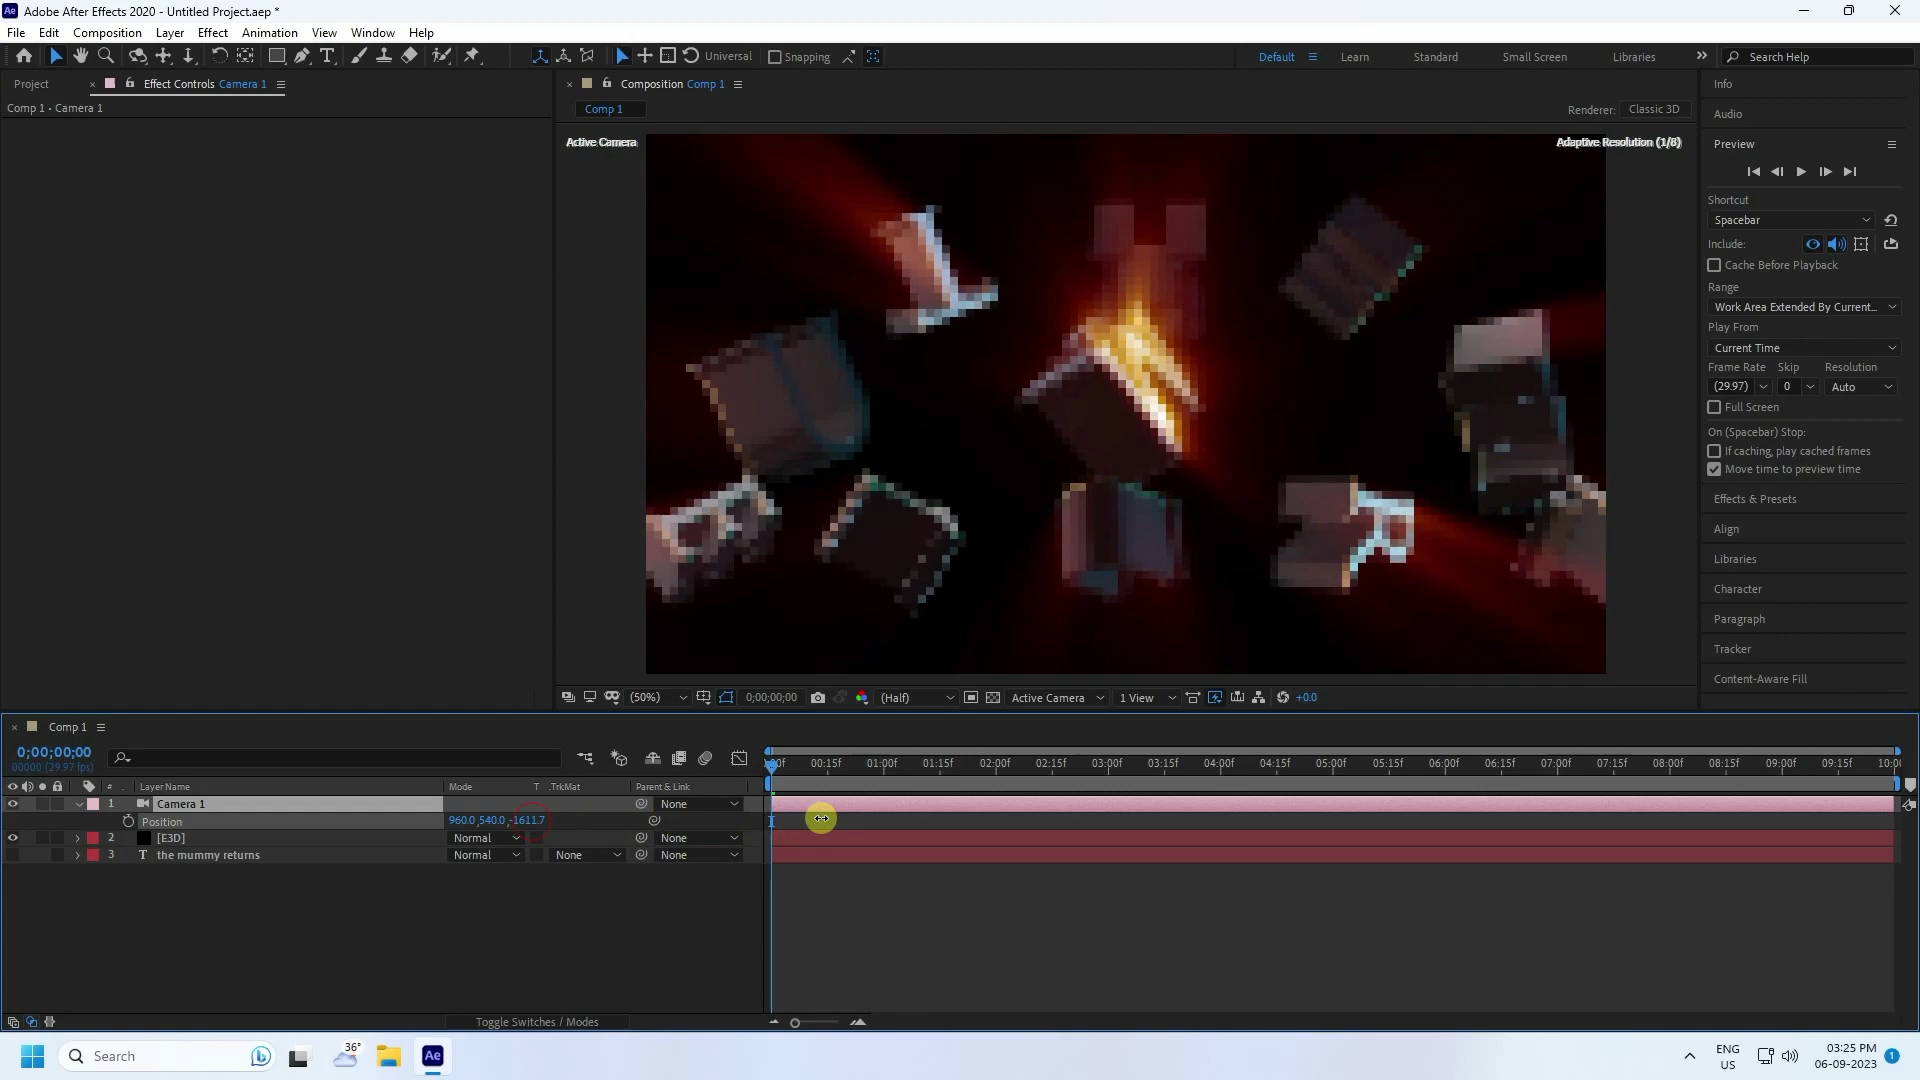 Adobe After Effects 2020 - Untitled Project.aep *
File Edit Composition Layer Effect Animation View Window Help
Universal Snapping Default Learn Standard Small Screen Libraries Search Help
Project Effect Controls Camera 1 Composition Comp 1 Info
Comp 1 • Camera 1 Comp 1 Renderer: Classic 3D
Audio
Active Camera Adaptive Resolution (1/8)
Preview
Shortcut
Spacebar
Include:
Cache Before Playback
Range
Work Area Extended By Current...
Play From
Current Time
Frame Rate Skip Resolution
(29.97) 0 Auto
Full Screen
On (Spacebar) Stop:
If caching, play cached frames
Move time to preview time
Effects & Presets
Align
Libraries
Character
Paragraph
Tracker
Content-Aware Fill
(50%) 0;00;00;00 (Half) Active Camera 1 View +0.0
Comp 1
0;00;00;00
00000 (29.97 fps)
00f 00:15f 01:00f 01:15f 02:00f 02:15f 03:00f 03:15f 04:00f 04:15f 05:00f 05:15f 06:00f 06:15f 07:00f 07:15f 08:00f 08:15f 09:00f 09:15f 10:0
# Layer Name Mode T .TrkMat Parent & Link
1 Camera 1 None
Position 960.0 ,540.0 ,-1611.7
2 [E3D] Normal None
3 T the mummy returns Normal None None
Toggle Switches / Modes
Search 36° Ae ENG US 03:25 PM 06-09-2023 1